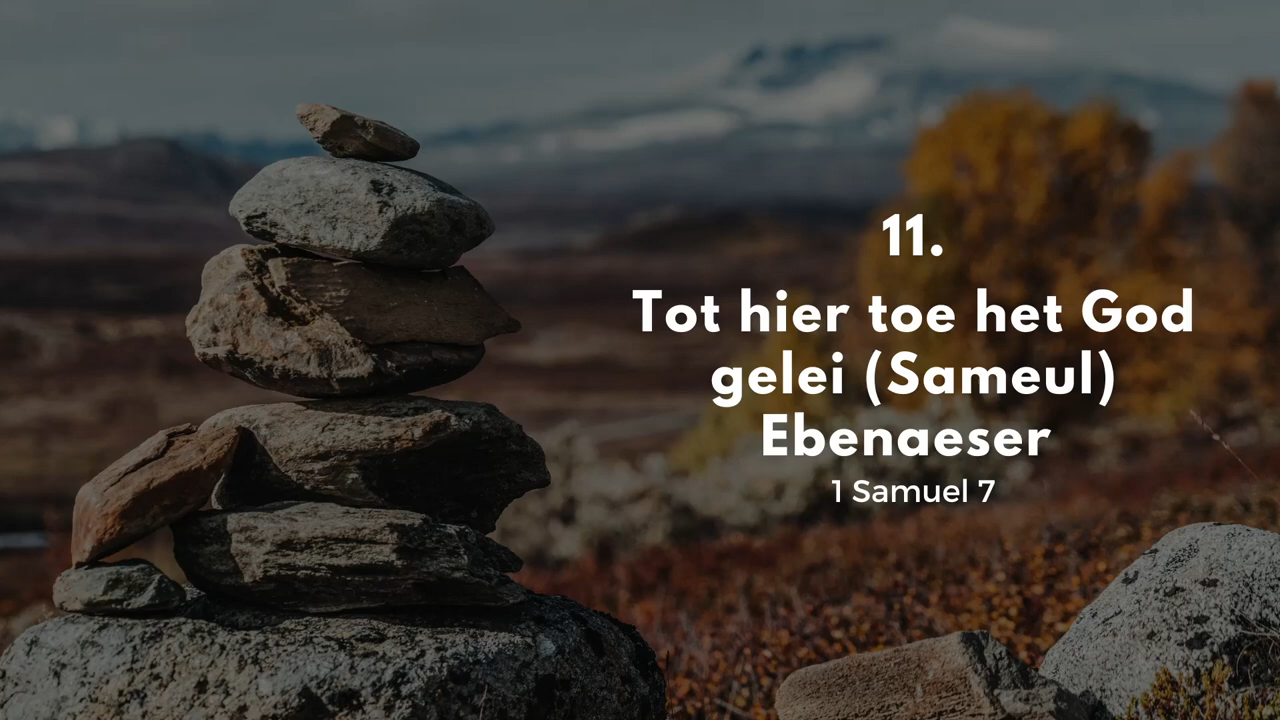 11.
Tot hier toe het God
gelei (Sameul)
Ebenaeser
1 Samuel 7